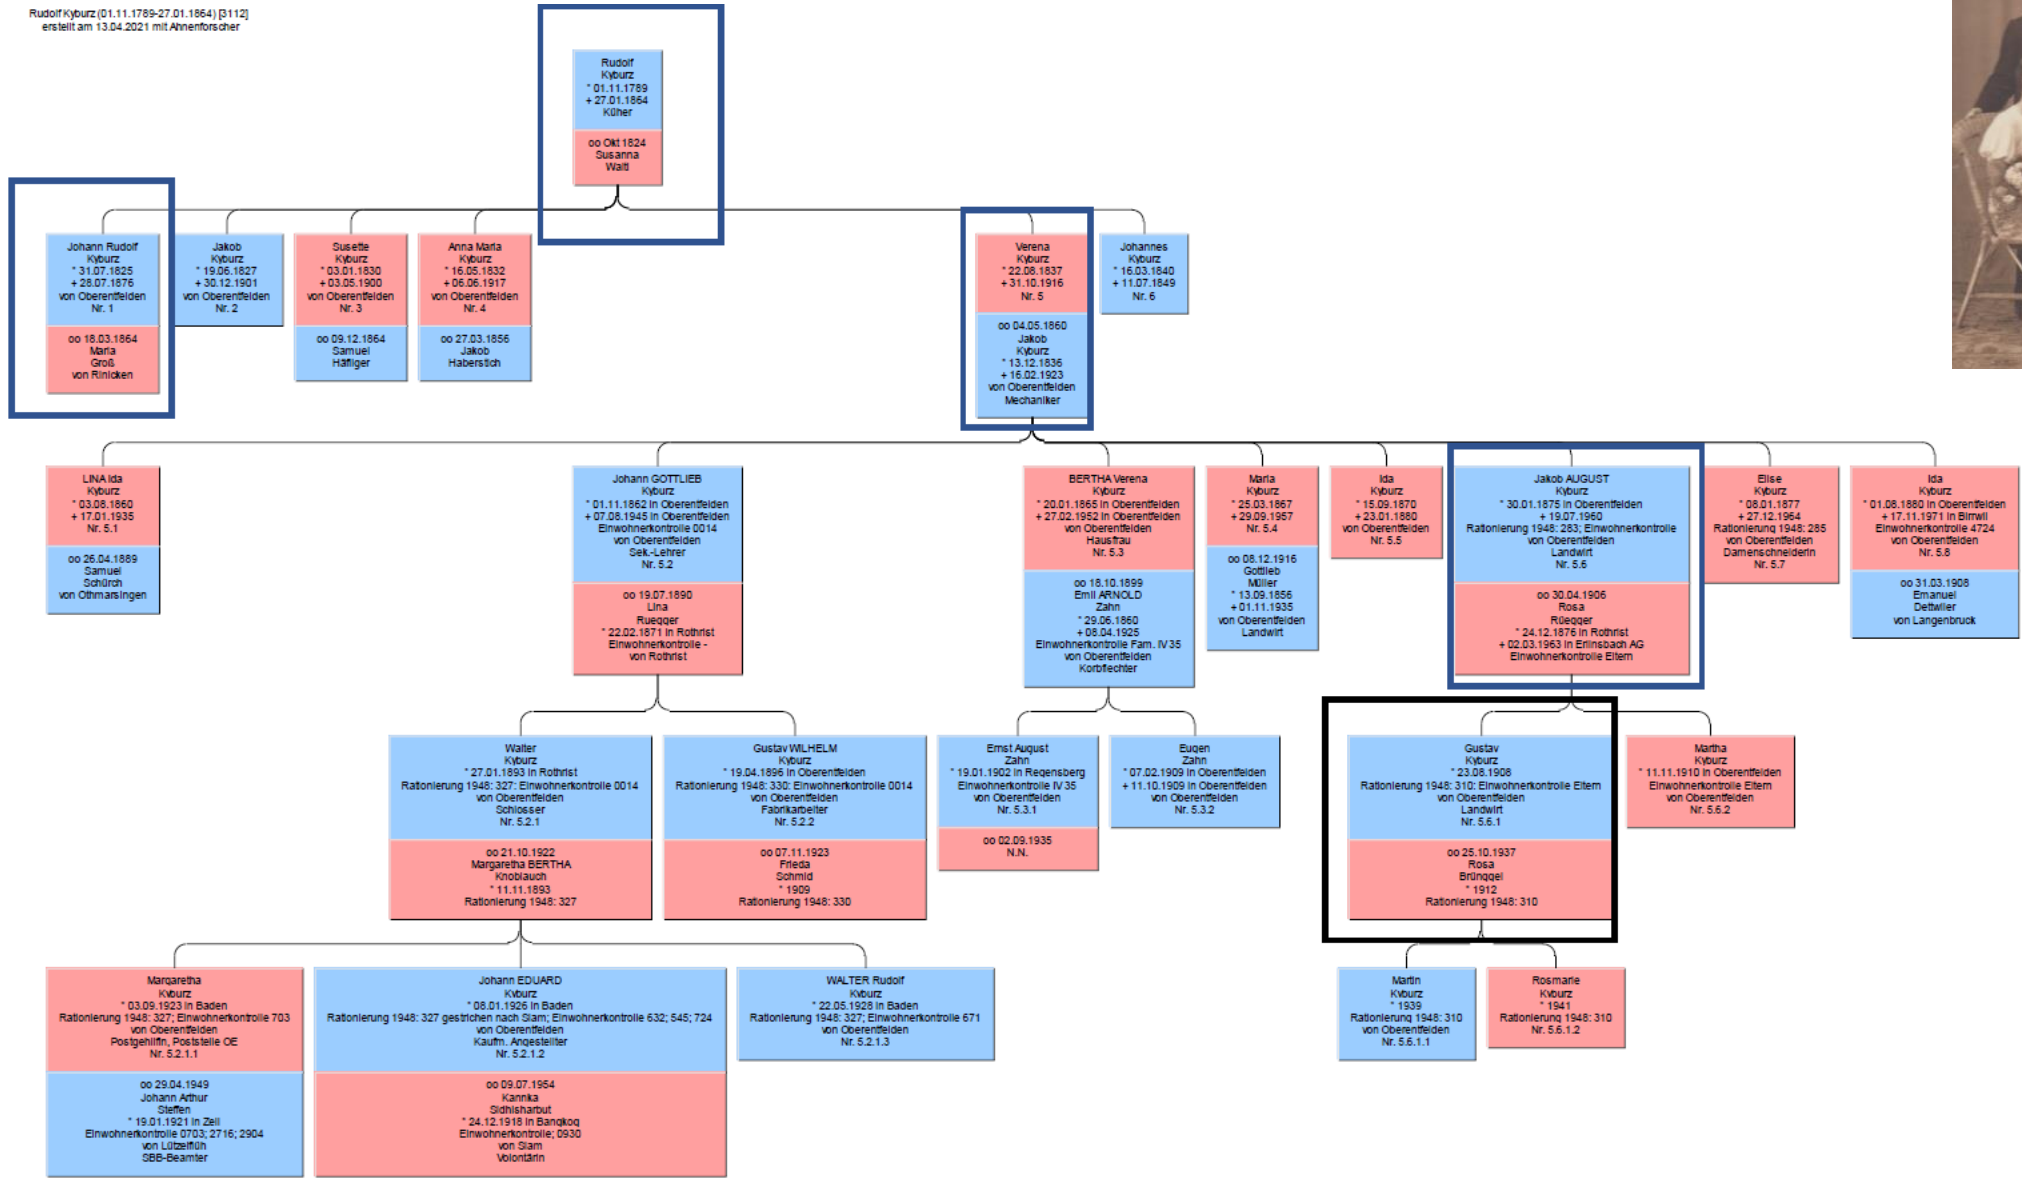 Rudolf Kyburz (01.11.1789-27.01.1864) [3112]
erstellt am 13.04.2021 mit Ahnenforscher
Rudolf
Kyburz
* 01.11.1789
+ 27.01.1864
Küher
oo Okt 1824
Susanna
Wälti
Johann Rudolf
Kyburz
* 31.07.1825
+ 28.07.1876
von Oberentfelden
Nr. 1
oo 18.03.1864
Maria
Groß
von Rinicken
Jakob
Kyburz
* 19.06.1827
+ 30.12.1901
von Oberentfelden
Nr. 2
Susette
Kyburz
* 03.01.1830
+ 03.05.1900
von Oberentfelden
Nr. 3
oo 09.12.1864
Samuel
Häfliger
Anna Maria
Kyburz
* 16.05.1832
+ 06.06.1917
von Oberentfelden
Nr. 4
oo 27.03.1856
Jakob
Haberstich
Verena
Kyburz
* 22.08.1837
+ 31.10.1916
Nr. 5
oo 04.05.1860
Jakob
Kyburz
* 13.12.1836
+ 16.02.1923
von Oberentfelden
Mechaniker
Johannes
Kyburz
* 16.03.1840
+ 11.07.1849
Nr. 6
LINA Ida
Kyburz
* 03.08.1860
+ 17.01.1935
Nr. 5.1
oo 26.04.1889
Samuel
Schürch
von Othmarsingen
Johann GOTTLIEB
Kyburz
* 01.11.1862 in Oberentfelden
+ 07.08.1945 in Oberentfelden
Einwohnerkontrolle 0014
von Oberentfelden
Sek.-Lehrer
Nr. 5.2
oo 19.07.1890
Lina
Ruegger
* 22.02.1871 in Rothrist
Einwohnerkontrolle -
von Rothrist
BERTHA Verena
Kyburz
* 20.01.1865 in Oberentfelden
+ 27.02.1952 in Oberentfelden
von Oberentfelden
Hausfrau
Nr. 5.3
oo 18.10.1899
Emil ARNOLD
Zahn
* 29.06.1860
+ 08.04.1925
Einwohnerkontrolle Fam. IV 35
von Oberentfelden
Korbflechter
Maria
Kyburz
* 25.03.1867
+ 29.09.1957
Nr. 5.4
oo 08.12.1916
Gottlieb
Müller
* 13.09.1856
+ 01.11.1935
von Oberentfelden
Landwirt
Ida
Kyburz
* 15.09.1870
+ 23.01.1880
von Oberentfelden
Nr. 5.5
Jakob AUGUST
Kyburz
* 30.01.1875 in Oberentfelden
+ 19.07.1960
Rationierung 1948: 283; Einwohnerkontrolle
von Oberentfelden
Landwirt
Nr. 5.6
oo 30.04.1906
Rosa
Rüegger
* 24.12.1876 in Rothrist
+ 02.03.1963 in Erlinsbach AG
Einwohnerkontrolle Eltern
Elise
Kyburz
* 08.01.1877
+ 27.12.1964
Rationierung 1948: 285
von Oberentfelden
Damenschneiderin
Nr. 5.7
Ida
Kyburz
* 01.08.1880 in Oberentfelden
+ 17.11.1971 in Birrwil
Einwohnerkontrolle 4724
von Oberentfelden
Nr. 5.8
oo 31.03.1908
Emanuel
Dettwiler
von Langenbruck
Walter
Kyburz
* 27.01.1893 in Rothrist
Rationierung 1948: 327: Einwohnerkontrolle 0014
von Oberentfelden
Schlosser
Nr. 5.2.1
oo 21.10.1922
Margaretha BERTHA
Knoblauch
* 11.11.1893
Rationierung 1948: 327
Gustav WILHELM
Kyburz
* 19.04.1896 in Oberentfelden
Rationierung 1948: 330: Einwohnerkontrolle 0014
von Oberentfelden
Fabrikarbeiter
Nr. 5.2.2
oo 07.11.1923
Frieda
Schmid
* 1909
Rationierung 1948: 330
Ernst August
Zahn
* 19.01.1902 in Regensberg
Einwohnerkontrolle IV 35
von Oberentfelden
Nr. 5.3.1
oo 02.09.1935
N.N.
Eugen
Zahn
* 07.02.1909 in Oberentfelden
+ 11.10.1909 in Oberentfelden
von Oberentfelden
Nr. 5.3.2
Gustav
Kyburz
* 23.08.1908
Rationierung 1948: 310: Einwohnerkontrolle Eltern
von Oberentfelden
Landwirt
Nr. 5.6.1
oo 25.10.1937
Rosa
Brünggel
* 1912
Rationierung 1948: 310
Martha
Kyburz
* 11.11.1910 in Oberentfelden
Einwohnerkontrolle Eltern
von Oberentfelden
Nr. 5.6.2
Margaretha
Kyburz
* 03.09.1923 in Baden
Rationierung 1948: 327; Einwohnerkontrolle 703
von Oberentfelden
Postgehilfin, Poststelle OE
Nr. 5.2.1.1
oo 29.04.1949
Johann Arthur
Steffen
* 19.01.1921 in Zell
Einwohnerkontrolle 0703; 2716; 2904
von Lützelflüh
SBB-Beamter
Johann EDUARD
Kyburz
* 08.01.1926 in Baden
Rationierung 1948: 327 gestrichen nach Siam; Einwohnerkontrolle 632; 545; 724
von Oberentfelden
Kaufm. Angestellter
Nr. 5.2.1.2
oo 09.07.1954
Kannka
Sidhisharbut
* 24.12.1918 in Bangkog
Einwohnerkontrolle; 0930
von Siam
Volontärin
WALTER Rudolf
Kyburz
* 22.05.1928 in Baden
Rationierung 1948: 327; Einwohnerkontrolle 671
von Oberentfelden
Nr. 5.2.1.3
Martin
Kyburz
* 1939
Rationierung 1948: 310
von Oberentfelden
Nr. 5.6.1.1
Rosmarie
Kyburz
* 1941
Rationierung 1948: 310
Nr. 5.6.1.2